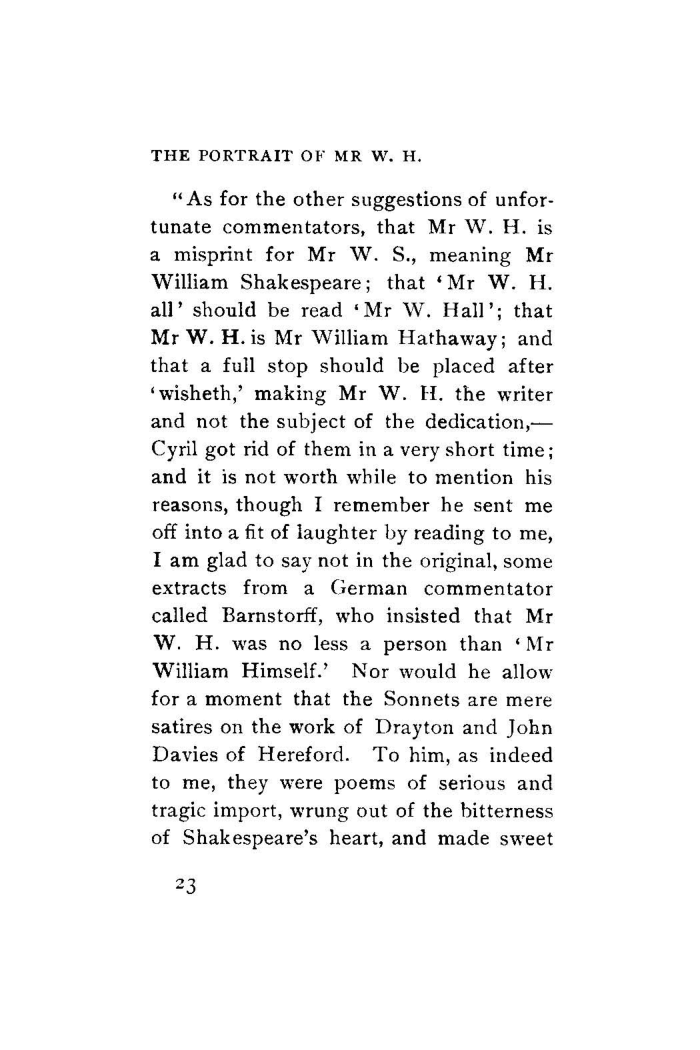 THE PORTRAIT OF MR W. H.
“As for the other suggestions of unfor-
tunate commentators, that Mr W. H. is
a misprint for Mr W. S., meaning Mr
William Shakespeare; that ‘Mr W. H.
all’ should be read ‘Mr W. Hall’; that
Mr W. H. is Mr William Hathaway; and
that a full stop should be placed after
‘wisheth,’ making Mr W. H. the writer
and not the subject of the dedication,—
Cyril got rid of them in a very short time;
and it is not worth while to mention his
reasons, though I remember he sent me
off into a fit of laughter by reading to me,
I am glad to say not in the original, some
extracts from a German commentator
called Barnstorff, who insisted that Mr
W. H. was no less a person than ‘Mr
William Himself.’ Nor would he allow
for a moment that the Sonnets are mere
satires on the work of Drayton and John
Davies of Hereford. To him, as indeed
to me, they were poems of serious and
tragic import, wrung out of the bitterness
of Shakespeare’s heart, and made sweet
23